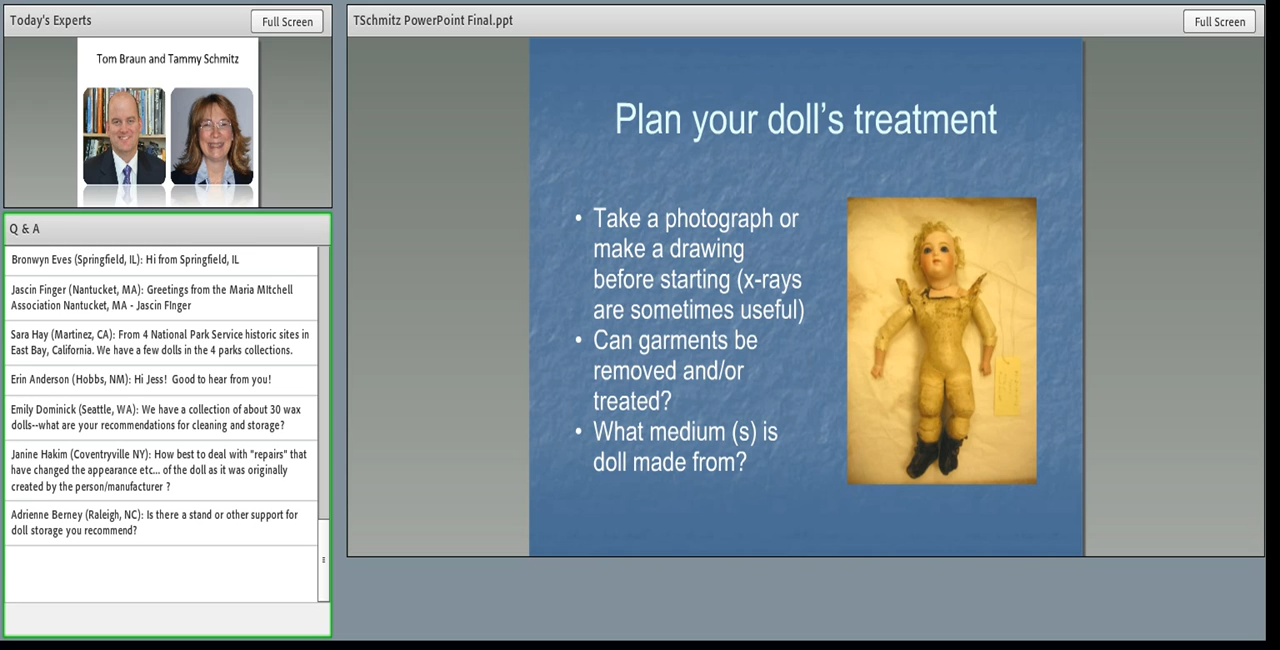 Today's Experts
Full Screen
Tom Braun and Tammy Schmitz
Q & A
Bronwyn Eves (Springfield, IL): Hi from Springfield, IL
Jascin Finger (Nantucket, MA): Greetings from the Maria MItchell
Association Nantucket, MA - Jascin FInger
Sara Hay (Martinez, CA): From 4 National Park Service historic sites in
East Bay, California. We have a few dolls in the 4 parks collections.
Erin Anderson (Hobbs, NM): Hi Jess! Good to hear from you!
Emily Dominick (Seattle, WA): We have a collection of about 30 wax
dolls--what are your recommendations for cleaning and storage?
Janine Hakim (Coventryville NY): How best to deal with "repairs" that
have changed the appearance etc... of the doll as it was originally
created by the person/manufacturer ?
Adrienne Berney (Raleigh, NC): Is there a stand or other support for
doll storage you recommend?
TSchmitz PowerPoint Final.ppt
Full Screen
Plan your doll’s treatment
• Take a photograph or
make a drawing
before starting (x-rays
are sometimes useful)
• Can garments be
removed and/or
treated?
• What medium (s) is
doll made from?